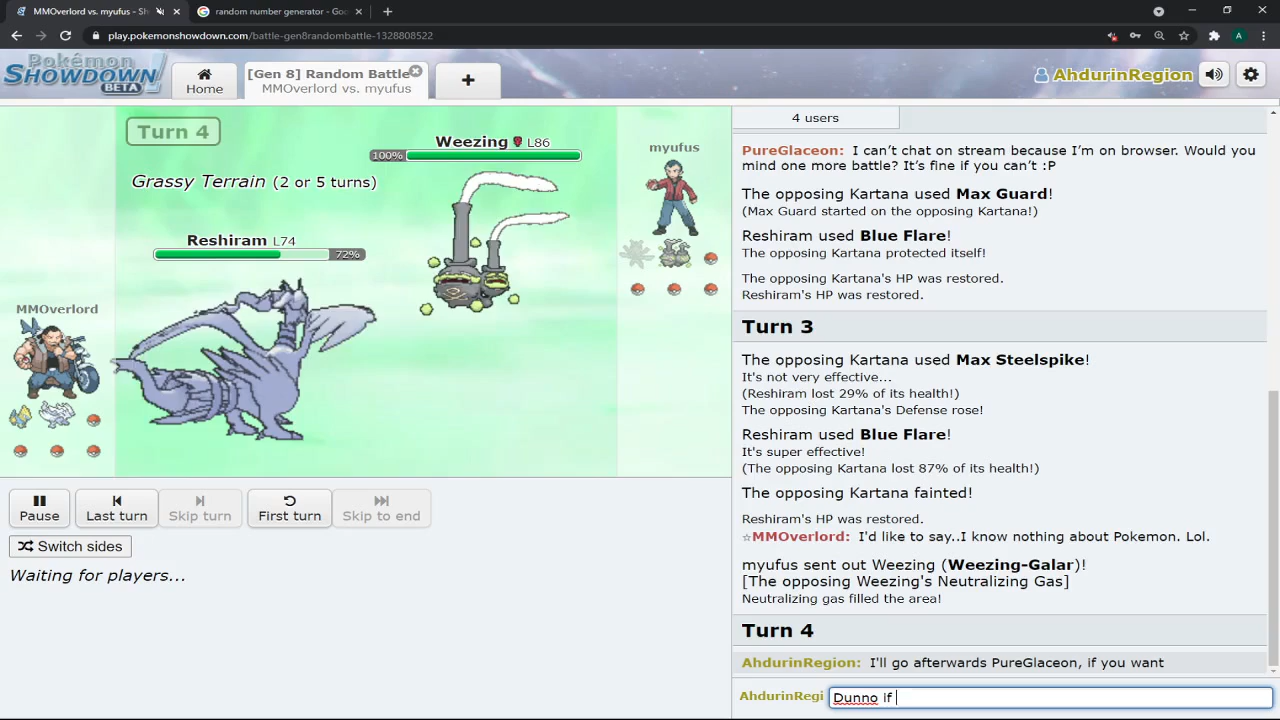 MMOverlord vs. myufus - Sh
random number generator - Goo
play.pokemonshowdown.com/battle-gen8randombattle-1328808522
A
Pokémon
SHOWDOWN!
BETA
Home
[Gen 8] Random Battle
MMOverlord vs. myufus
AhdurinRegion
Turn 4
Weezing L86
100%
Grassy Terrain (2 or 5 turns)
Reshiram L74
72%
myufus
MMOverlord
Pause
Last turn
Skip turn
First turn
Skip to end
Switch sides
Waiting for players...
4 users
PureGlaceon: I can't chat on stream because I'm on browser. Would you
mind one more battle? It's fine if you can't :P
The opposing Kartana used Max Guard!
(Max Guard started on the opposing Kartana!)
Reshiram used Blue Flare!
The opposing Kartana protected itself!
The opposing Kartana's HP was restored.
Reshiram's HP was restored.
Turn 3
The opposing Kartana used Max Steelspike!
It's not very effective...
(Reshiram lost 29% of its health!)
The opposing Kartana's Defense rose!
Reshiram used Blue Flare!
It's super effective!
(The opposing Kartana lost 87% of its health!)
The opposing Kartana fainted!
Reshiram's HP was restored.
☆MMOverlord: I'd like to say..I know nothing about Pokemon. Lol.
myufus sent out Weezing (Weezing-Galar)!
[The opposing Weezing's Neutralizing Gas]
Neutralizing gas filled the area!
Turn 4
AhdurinRegion: I'll go afterwards PureGlaceon, if you want
AhdurinRegi
Dunno if